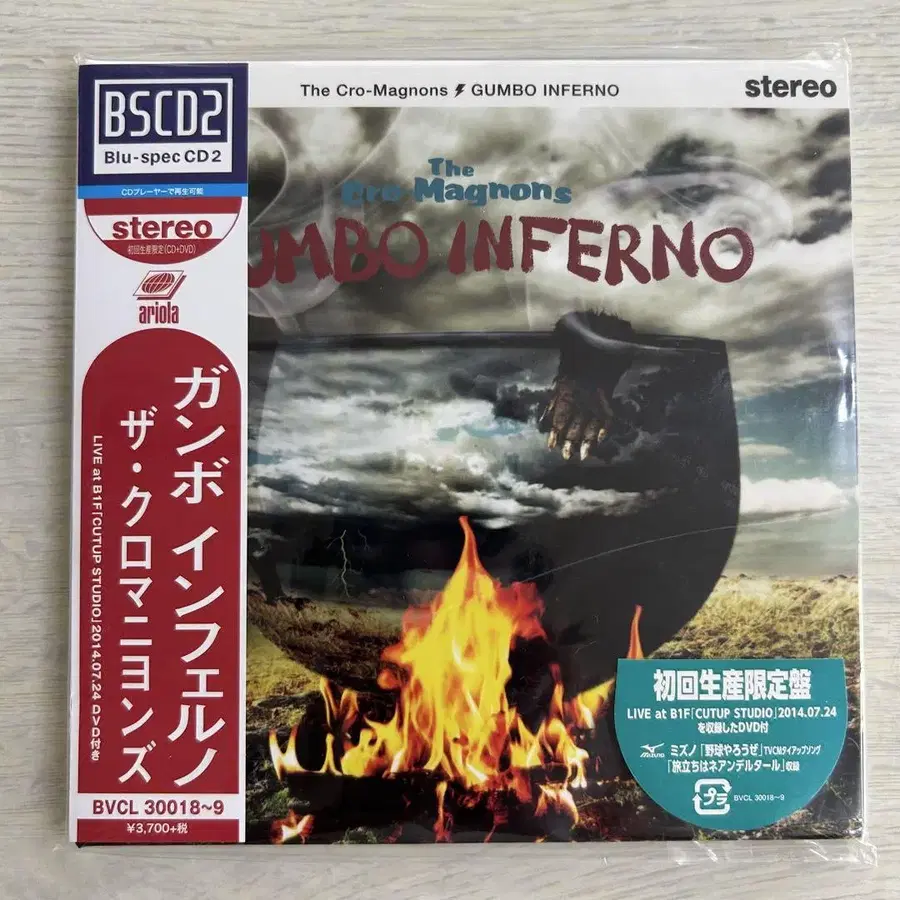 BSCD2
Blu-spec CD 2
CDプレーヤーで再生可能
stereo
初回生産限定(CD+DVD)
ariola
ガンボ インフェルノ
ザ・クロマニヨンズ
LIVE at B1F「CUTUP STUDIO」2014.07.24 DVD付き
BVCL 30018~9
¥3,700+税
The Cro-Magnons GUMBO INFERNO
stereo
The
Cro-Magnons
UMBO INFERNO
初回生産限定盤
LIVE at B1F「CUTUP STUDIO」2014.07.24
を収録したDVD付
MIZUNO ミズノ「野球やろうぜ」TVCMタイアップソング
「旅立ちはネアンデルタール」収録
プラ
BVCL 30018~9